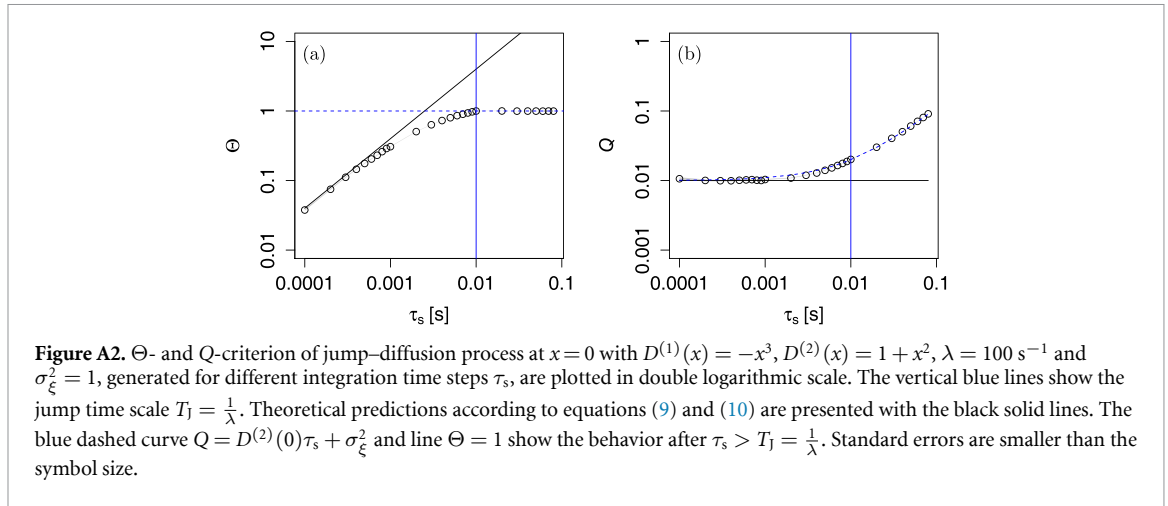 (a)
10
1
0.1
0.01
Θ
0.0001 0.001 0.01 0.1
τs [s]
(b)
1
0.1
0.01
0.001
Q
0.0001 0.001 0.01 0.1
τs [s]
Figure A2. Θ- and Q-criterion of jump–diffusion process at x = 0 with D⁽¹⁾(x) = −x³, D⁽²⁾(x) = 1 + x², λ = 100 s⁻¹ and
σ_ξ² = 1, generated for different integration time steps τs, are plotted in double logarithmic scale. The vertical blue lines show the
jump time scale T_J = 1/λ. Theoretical predictions according to equations (9) and (10) are presented with the black solid lines. The
blue dashed curve Q = D⁽²⁾(0)τs + σ_ξ² and line Θ = 1 show the behavior after τs > T_J = 1/λ. Standard errors are smaller than the
symbol size.